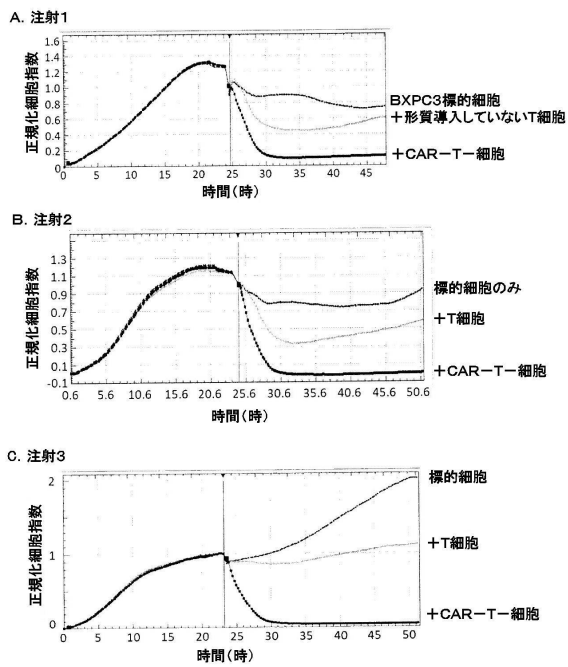 A. 注射1
正規化細胞指数
1.6
1.4
1.2
1.0
0.8
0.6
0.4
0.2
0
0 5 10 15 20 25 30 35 40 45
時間(時)
BXPC3標的細胞
+形質導入していないT細胞
+CAR-T-細胞
B. 注射2
正規化細胞指数
1.3
1.1
0.9
0.7
0.5
0.3
0.1
-0.1
0.6 5.6 10.6 15.6 20.6 25.6 30.6 35.6 40.6 45.6 50.6
時間(時)
標的細胞のみ
+T細胞
+CAR-T-細胞
C. 注射3
正規化細胞指数
2
1
0
0 5 10 15 20 25 30 35 40 45 50
時間(時)
標的細胞
+T細胞
+CAR-T-細胞